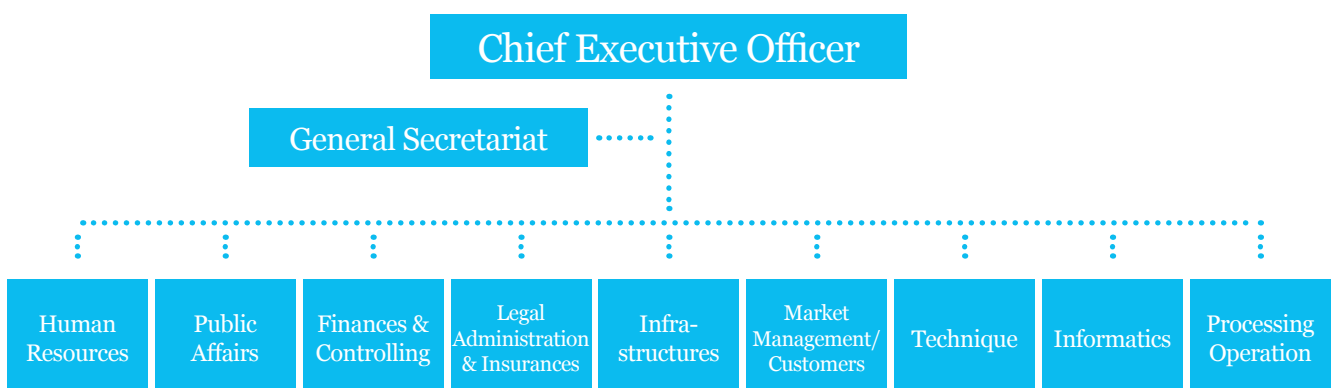 Chief Executive Officer
General Secretariat
Human
Resources
Public
Affairs
Finances &
Controlling
Legal
Administration
& Insurances
Infra-
structures
Market
Management/
Customers
Technique
Informatics
Processing
Operation